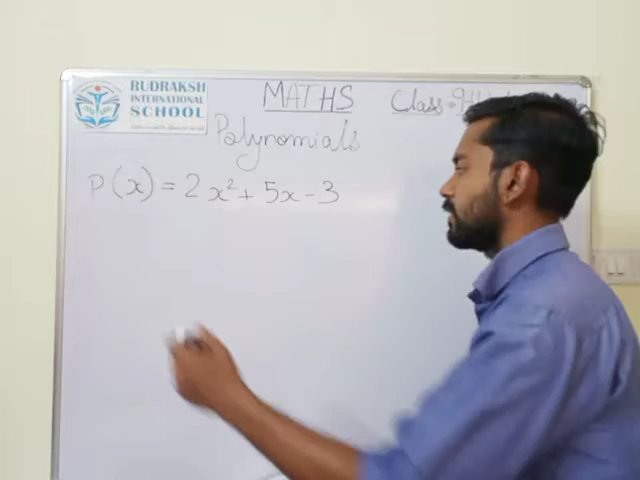 RUDRAKSH
INTERNATIONAL
SCHOOL
MATHS
Class
Polynomials
P(x) = 2x² + 5x - 3